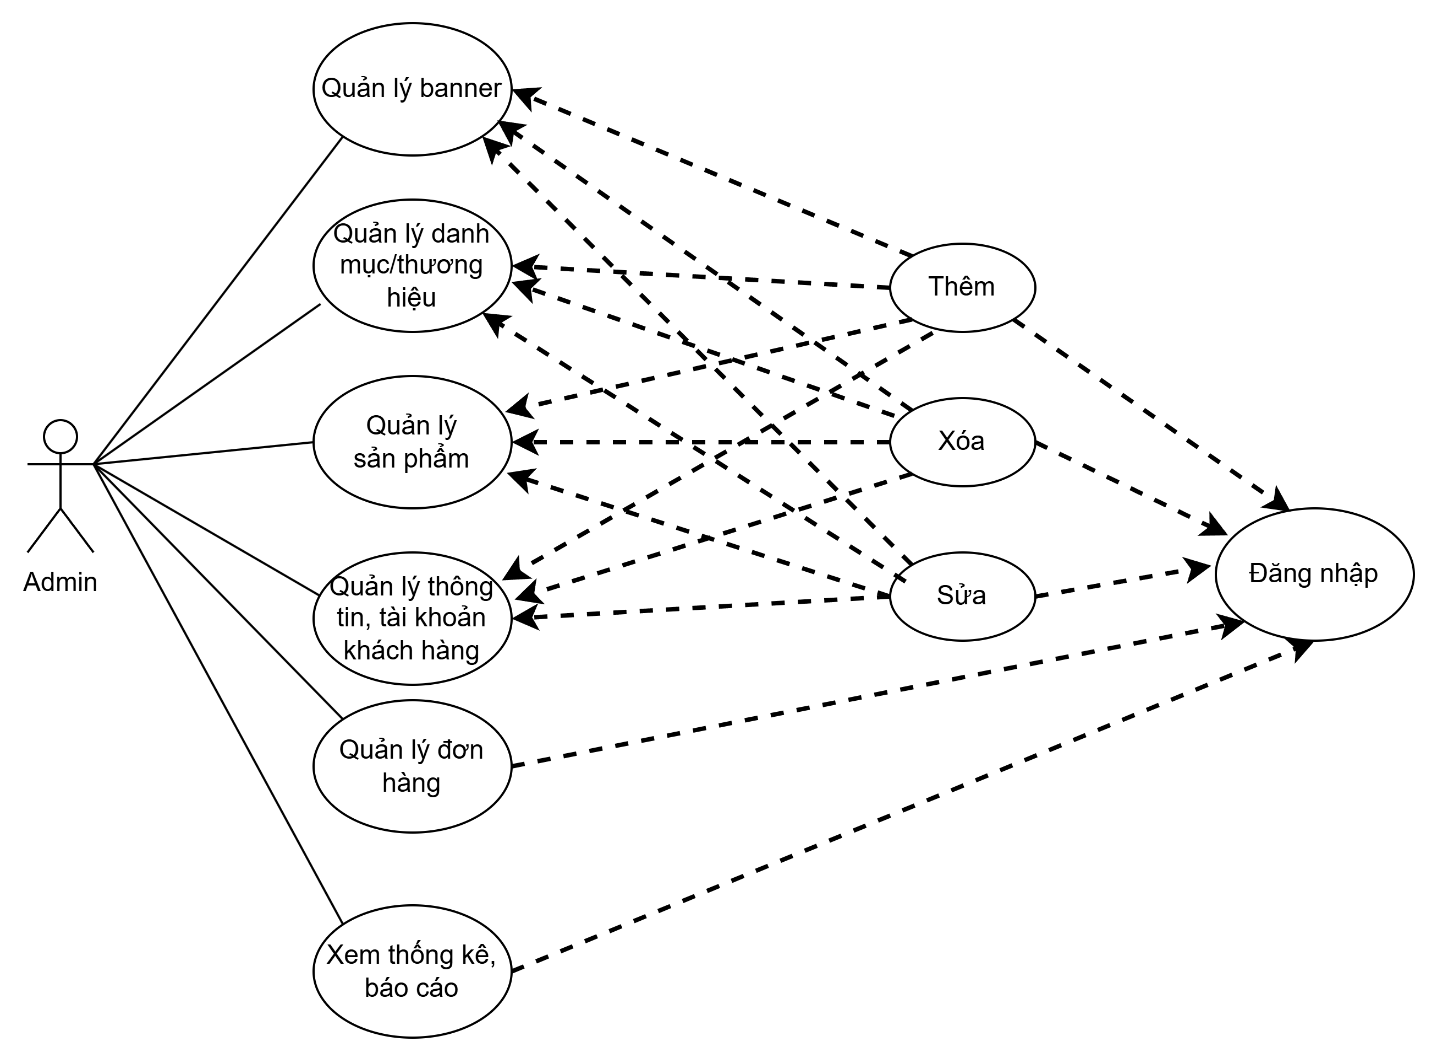 Quản lý banner
Quản lý danh
mục/thương
hiệu
Thêm
Quản lý
sản phẩm
Xóa
Admin
Quản lý thông
tin, tài khoản
khách hàng
Sửa
Đăng nhập
Quản lý đơn
hàng
Xem thống kê,
báo cáo